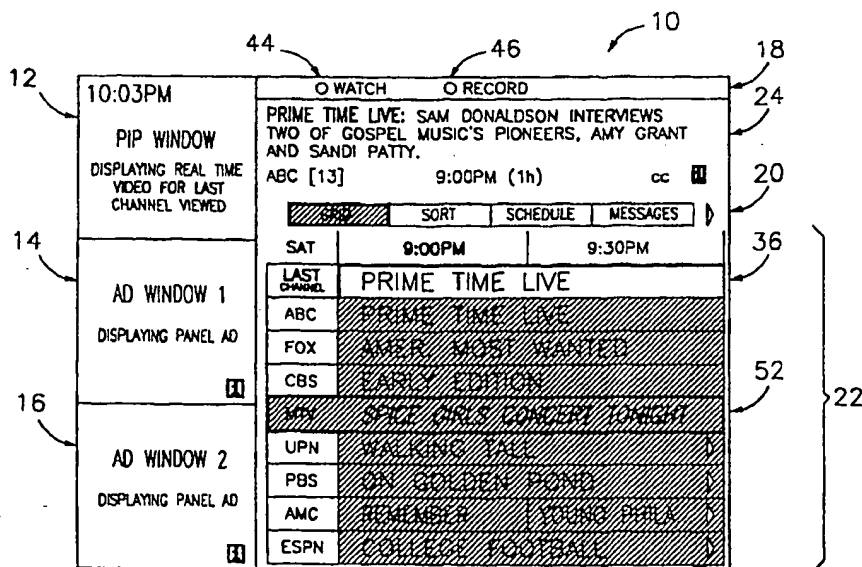 44
46
10
12
18
24
10:03PM
PIP WINDOW
DISPLAYING REAL TIME
VIDEO FOR LAST
CHANNEL VIEWED
WATCH
RECORD
PRIME TIME LIVE: SAM DONALDSON INTERVIEWS
TWO OF GOSPEL MUSIC'S PIONEERS, AMY GRANT
AND SANDI PATTY.
ABC [13] 9:00PM (1h) cc
20
GRID SORT SCHEDULE MESSAGES
14
AD WINDOW 1
DISPLAYING PANEL AD
SAT 9:00PM 9:30PM
36
LAST
CHANNEL
PRIME TIME LIVE
ABC PRIME TIME LIVE
FOX AMER. MOST WANTED
CBS EARLY EDITION
52
22
MTV SPICE GIRLS CONCERT TONIGHT
16
AD WINDOW 2
DISPLAYING PANEL AD
UPN WALKING TALL
PBS ON GOLDEN POND
AMC REMEMBER YOUNG PHILA
ESPN COLLEGE FOOTBALL